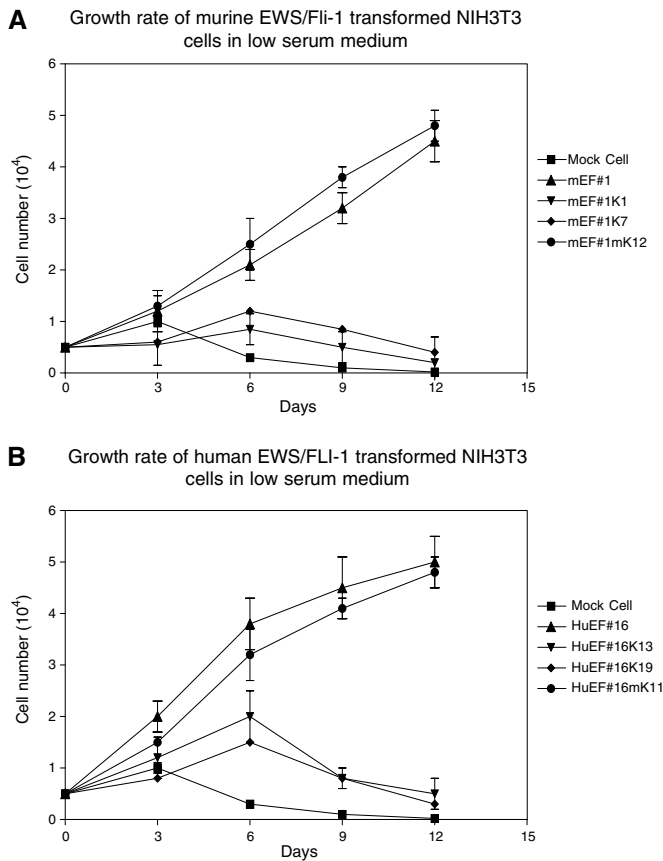 A
Growth rate of murine EWS/Fli-1 transformed NIH3T3
cells in low serum medium
6
5
4
3
2
1
0
Cell number (10⁴)
0
3
6
9
12
15
Days
Mock Cell
mEF#1
mEF#1K1
mEF#1K7
mEF#1mK12
B
Growth rate of human EWS/FLI-1 transformed NIH3T3
cells in low serum medium
6
5
4
3
2
1
0
Cell number (10⁴)
0
3
6
9
12
15
Days
Mock Cell
HuEF#16
HuEF#16K13
HuEF#16K19
HuEF#16mK11